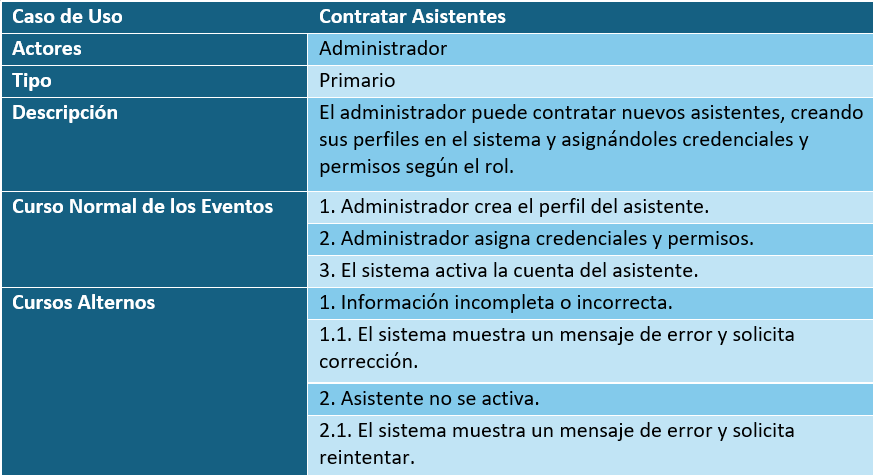 Caso de Uso
Contratar Asistentes
Actores
Administrador
Tipo
Primario
Descripción
El administrador puede contratar nuevos asistentes, creando
sus perfiles en el sistema y asignándoles credenciales y
permisos según el rol.
Curso Normal de los Eventos
1. Administrador crea el perfil del asistente.
2. Administrador asigna credenciales y permisos.
3. El sistema activa la cuenta del asistente.
Cursos Alternos
1. Información incompleta o incorrecta.
1.1. El sistema muestra un mensaje de error y solicita
corrección.
2. Asistente no se activa.
2.1. El sistema muestra un mensaje de error y solicita
reintentar.